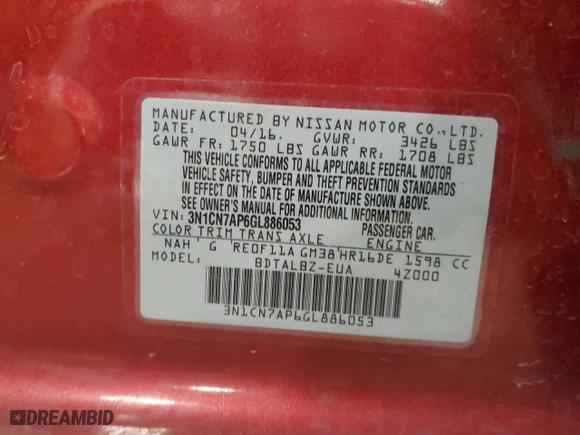 MANUFACTURED BY NISSAN MOTOR CO.,LTD.
DATE: 04/16. GVWR: 3426 LBS
GAWR FR: 1750 LBS GAWR RR: 1708 LBS
THIS VEHICLE CONFORMS TO ALL APPLICABLE FEDERAL MOTOR
VEHICLE SAFETY, BUMPER AND THEFT PREVENTION STANDARDS
IN EFFECT ON THE DATE OF MANUFACTURE SHOWN ABOVE.
SEE OWNER'S MANUAL FOR ADDITIONAL INFORMATION.
VIN: 3N1CN7AP6GL886053 PASSENGER CAR.
COLOR TRIM TRANS AXLE ENGINE
NAH G RE0F11A GM38 HR16DE 1598 CC
MODEL: BDTALBZ-EUA 4Z000
3N1CN7AP6GL886053
DREAMBID